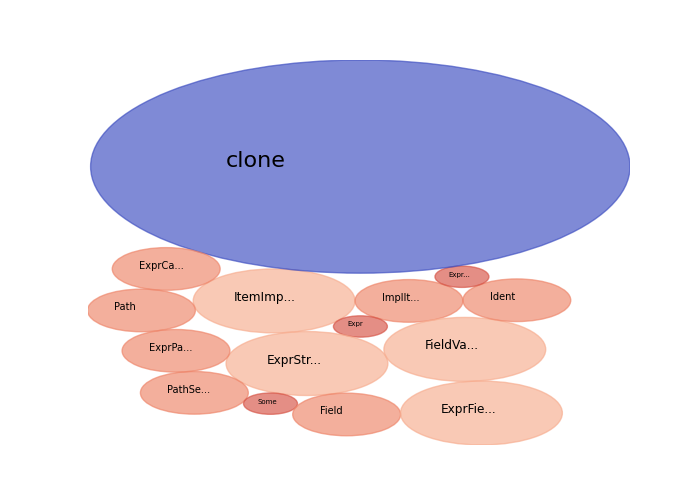 clone
ExprCa...
Expr...
ItemImp...
ImplIt...
Ident
Path
Expr
ExprPa...
ExprStr...
FieldVa...
PathSe...
Some
Field
ExprFie...